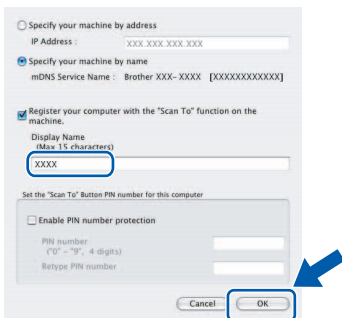 Specify your machine by address
IP Address : XXX.XXX.XXX.XXX
Specify your machine by name
mDNS Service Name : Brother XXX- XXXX [XXXXXXXXXXXX]
Register your computer with the "Scan To" function on the
machine.
Display Name
(Max 15 characters)
XXXX
Set the "Scan To" Button PIN number for this computer
Enable PIN number protection
PIN number
("0" – "9", 4 digits)
Retype PIN number
Cancel OK